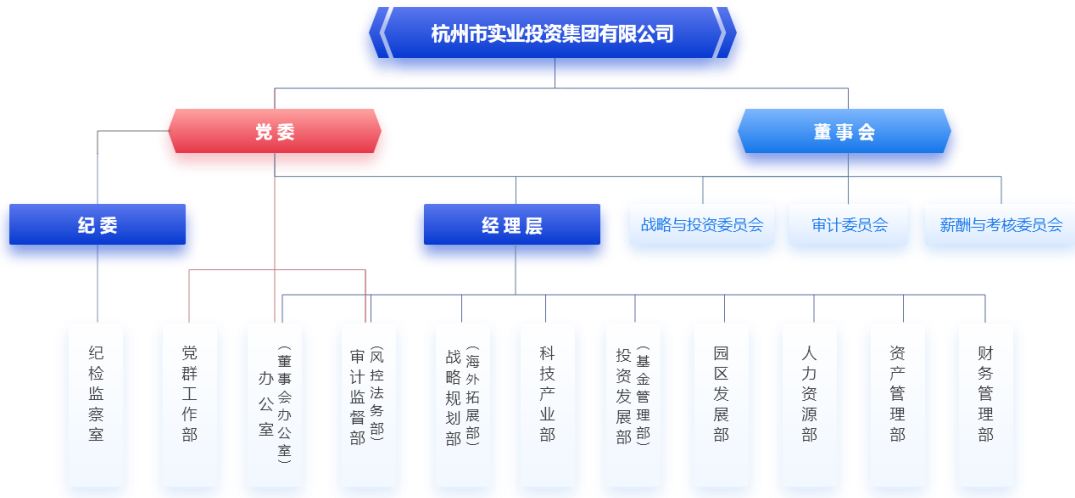 杭州市实业投资集团有限公司
党委
董事会
纪委
经理层
战略与投资委员会
审计委员会
薪酬与考核委员会
纪检监察室
党群工作部
办公室
（董事会办公室）
审计监督部
（风控法务部）
战略规划部
（海外拓展部）
科技产业部
投资发展部
（基金管理部）
园区发展部
人力资源部
资产管理部
财务管理部